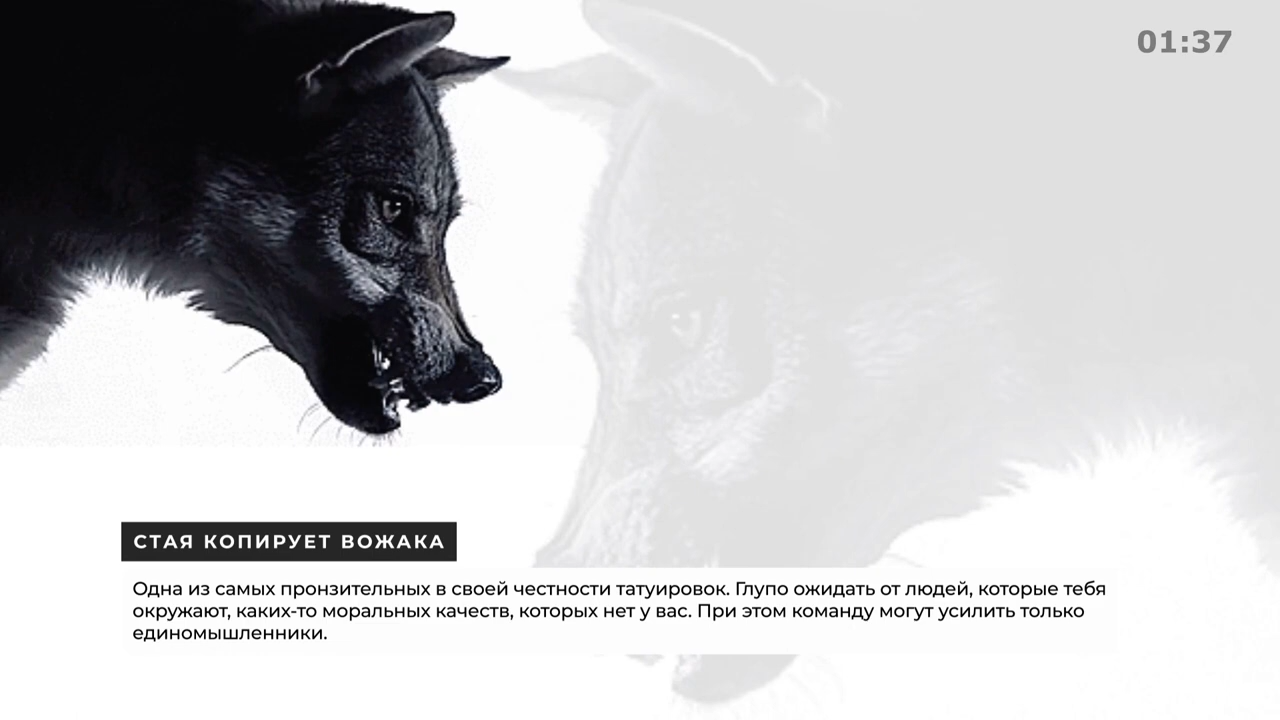 01:37
СТАЯ КОПИРУЕТ ВОЖАКА
Одна из самых пронзительных в своей честности татуировок. Глупо ожидать от людей, которые тебя
окружают, каких-то моральных качеств, которых нет у вас. При этом команду могут усилить только
единомышленники.